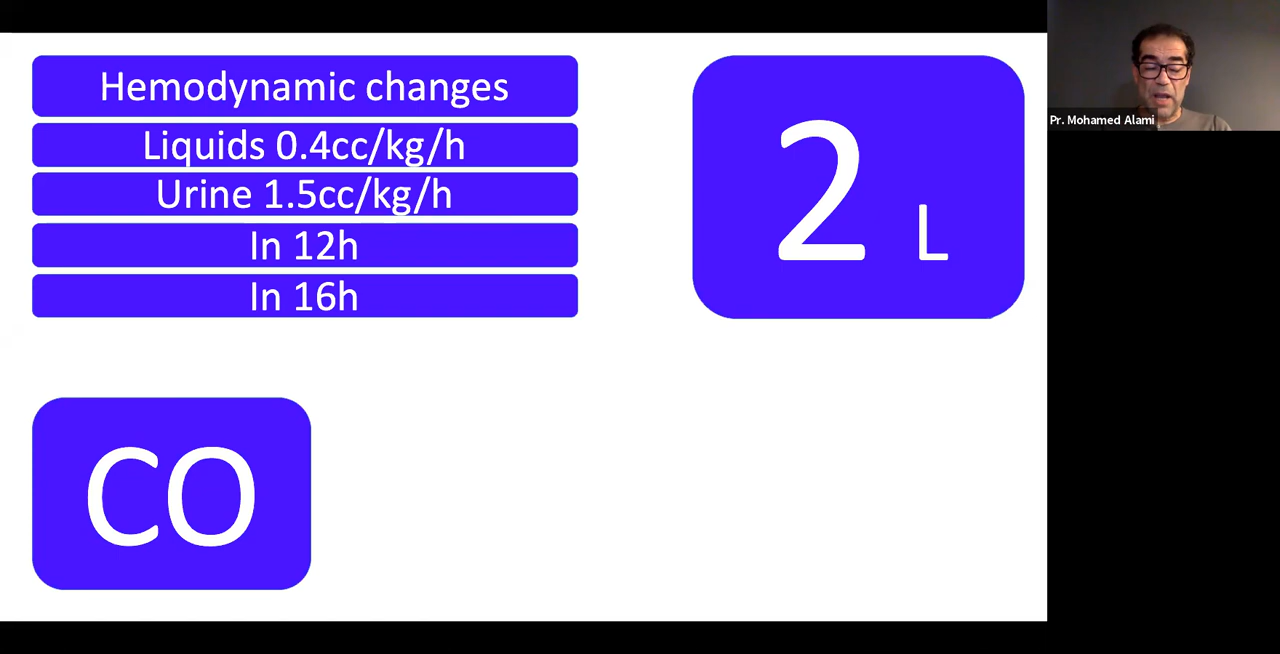 Hemodynamic changes
Liquids 0.4cc/kg/h
Urine 1.5cc/kg/h
In 12h
In 16h
2 L
CO
Pr. Mohamed Alami